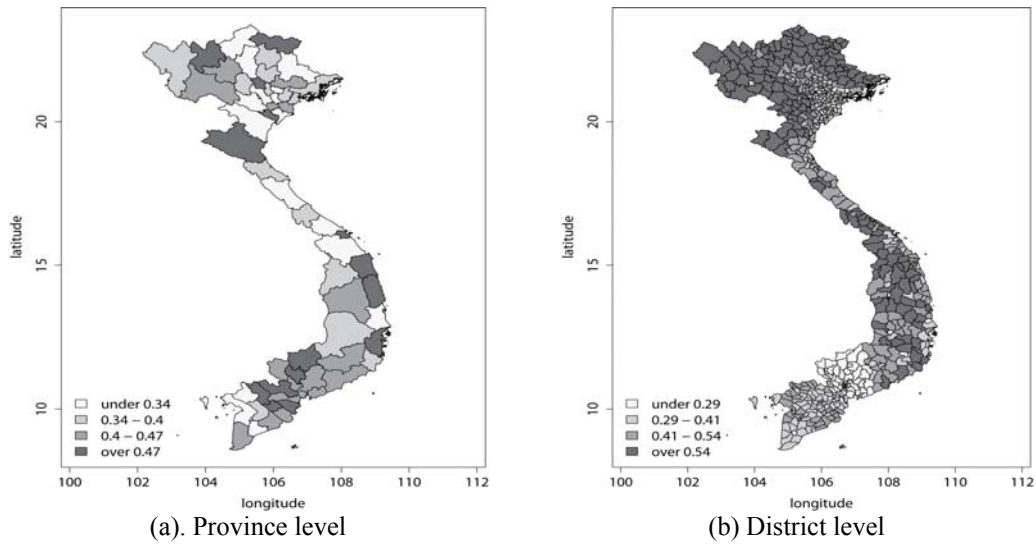 latitude
20
15
10
under 0.34
0.34 – 0.4
0.4 – 0.47
over 0.47
100 102 104 106 108 110 112
longitude
(a). Province level
latitude
20
15
10
under 0.29
0.29 – 0.41
0.41 – 0.54
over 0.54
100 102 104 106 108 110 112
longitude
(b) District level